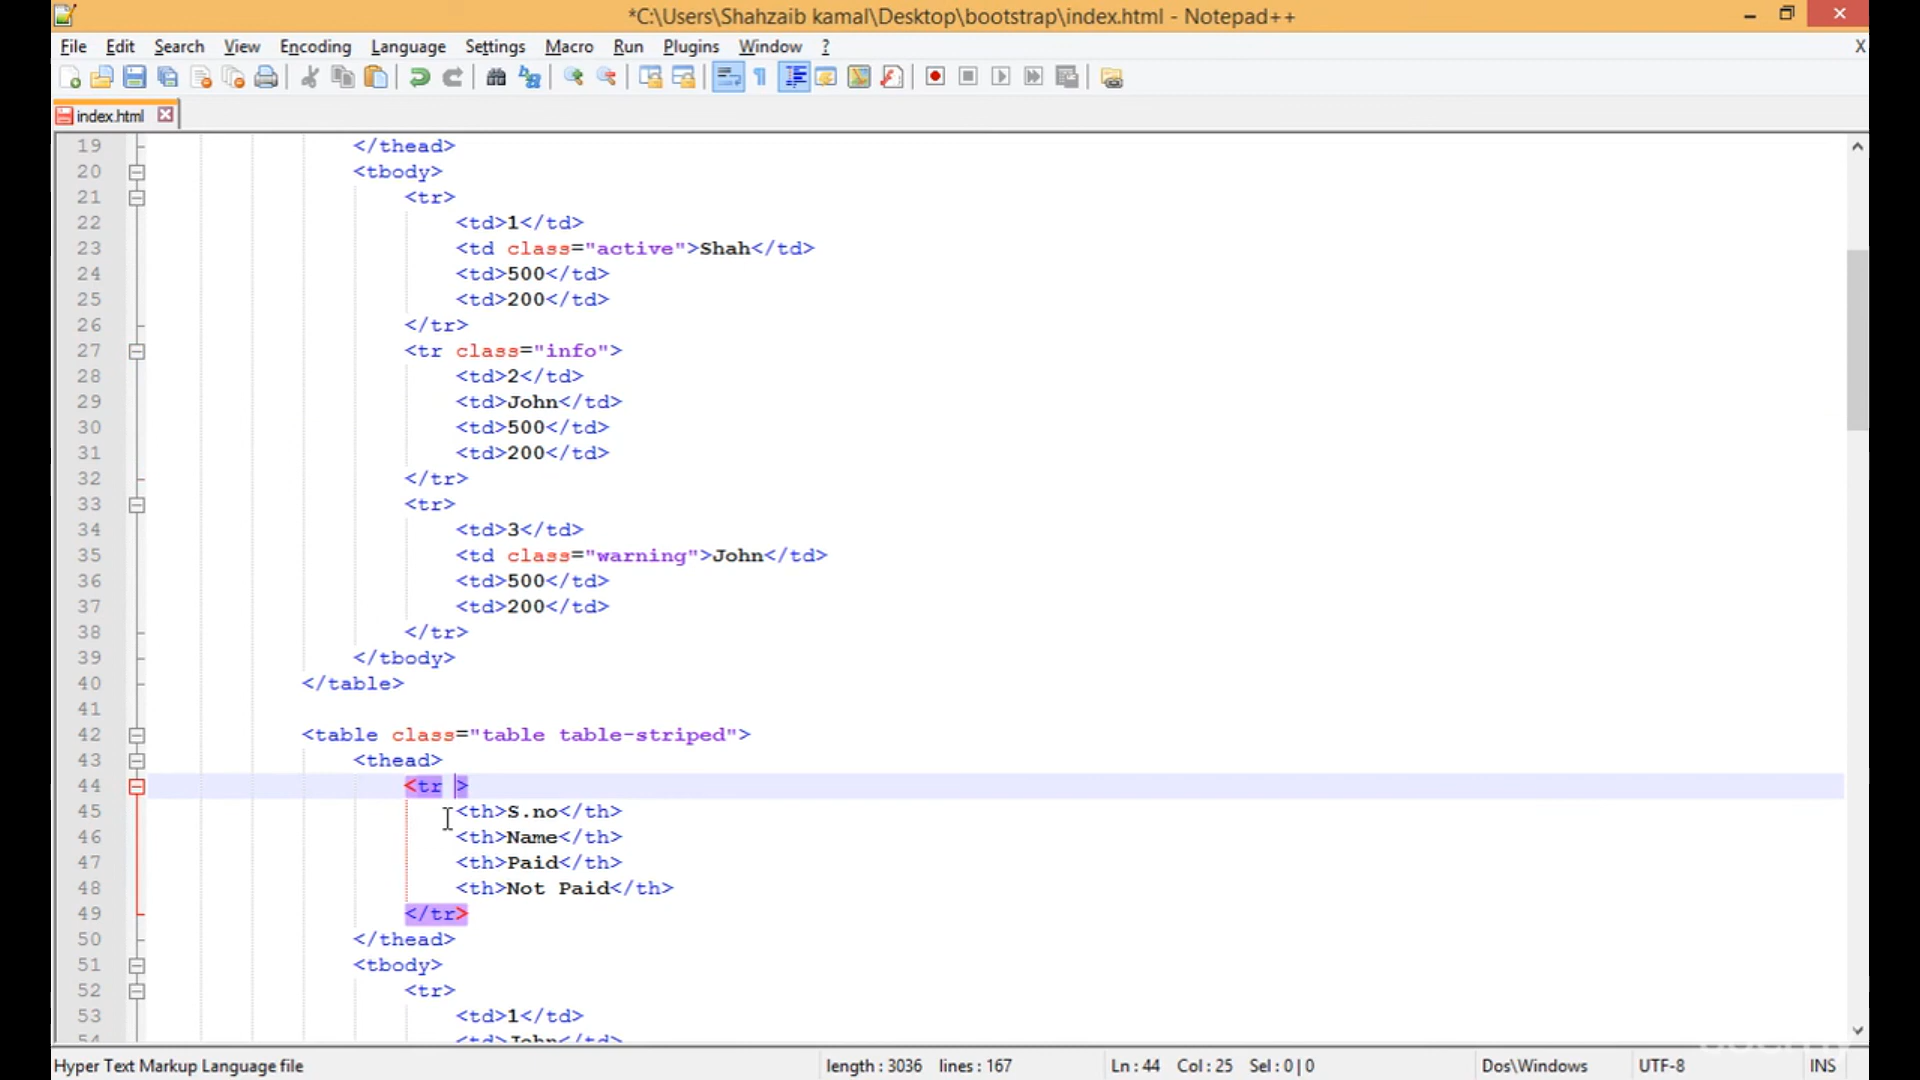 *C:\Users\Shahzaib kamal\Desktop\bootstrap\index.html - Notepad++
File Edit Search View Encoding Language Settings Macro Run Plugins Window ? X
index.html
19 </thead>
20 <tbody>
21 <tr>
22 <td>1</td>
23 <td class="active">Shah</td>
24 <td>500</td>
25 <td>200</td>
26 </tr>
27 <tr class="info">
28 <td>2</td>
29 <td>John</td>
30 <td>500</td>
31 <td>200</td>
32 </tr>
33 <tr>
34 <td>3</td>
35 <td class="warning">John</td>
36 <td>500</td>
37 <td>200</td>
38 </tr>
39 </tbody>
40 </table>
41
42 <table class="table table-striped">
43 <thead>
44 <tr >
45 <th>S.no</th>
46 <th>Name</th>
47 <th>Paid</th>
48 <th>Not Paid</th>
49 </tr>
50 </thead>
51 <tbody>
52 <tr>
53 <td>1</td>
54 <td>John</td>
Hyper Text Markup Language file length : 3036 lines : 167 Ln : 44 Col : 25 Sel : 0 | 0 Dos\Windows UTF-8 INS